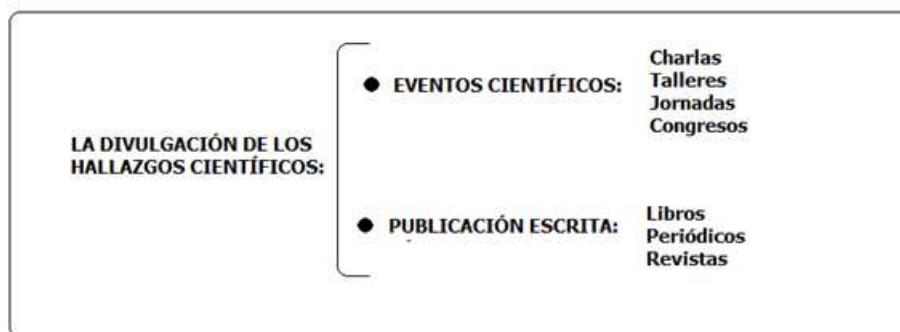 LA DIVULGACIÓN DE LOS
HALLAZGOS CIENTÍFICOS:
● EVENTOS CIENTÍFICOS:
Charlas
Talleres
Jornadas
Congresos
● PUBLICACIÓN ESCRITA:
Libros
Periódicos
Revistas